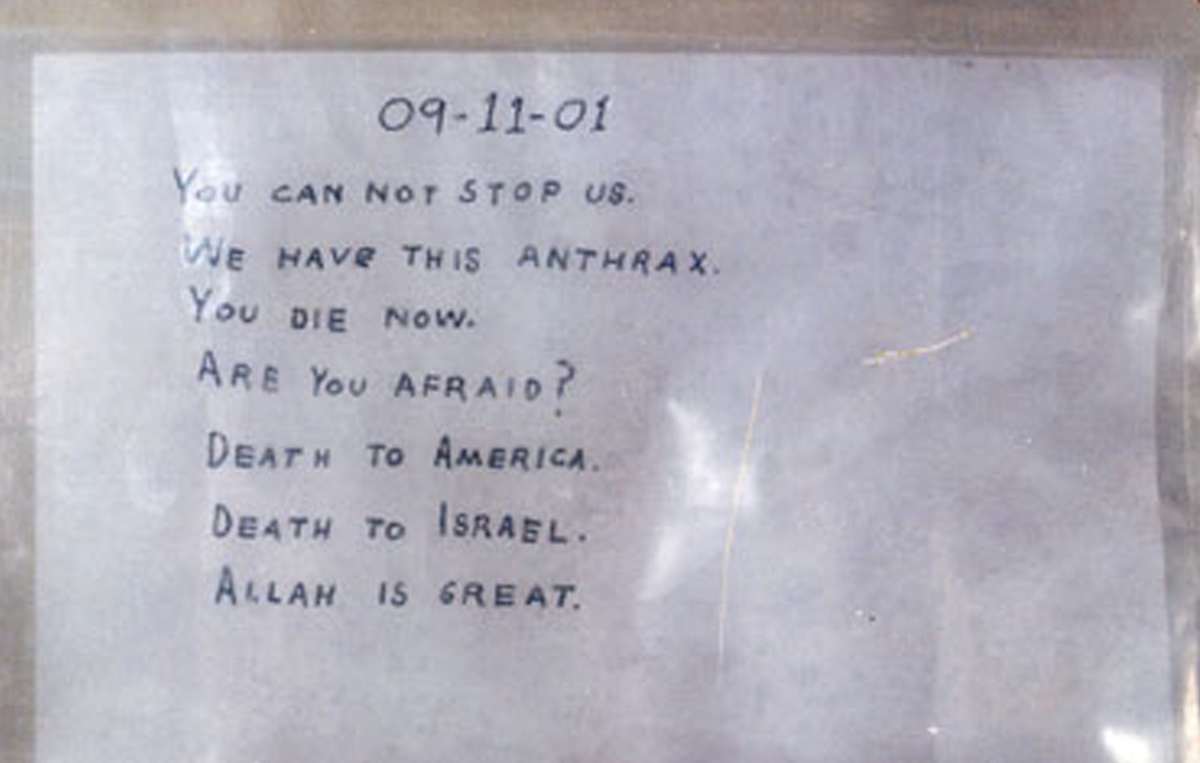 09-11-01
YOU CAN NOT STOP US.
WE HAVE THIS ANTHRAX.
YOU DIE NOW.
ARE YOU AFRAID?
DEATH TO AMERICA.
DEATH TO ISRAEL.
ALLAH IS GREAT.